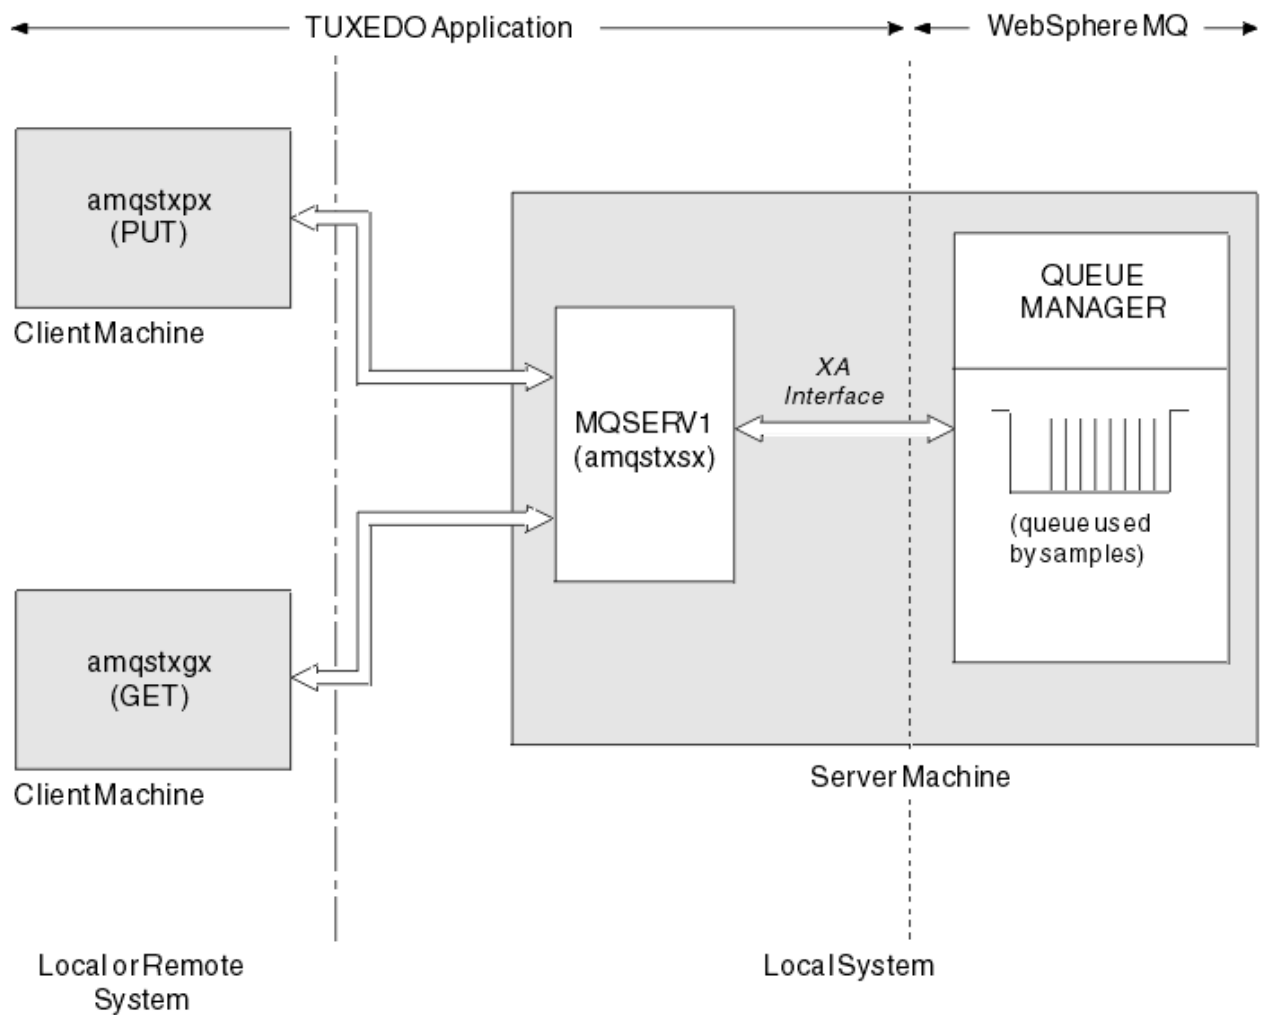 TUXEDO Application
WebSphere MQ
amqstxpx
(PUT)
Client Machine
QUEUE
MANAGER
XA
Interface
MQSERV1
(amqstxsx)
(queue used
by samples)
amqstxgx
(GET)
Client Machine
Server Machine
Local or Remote
System
Local System